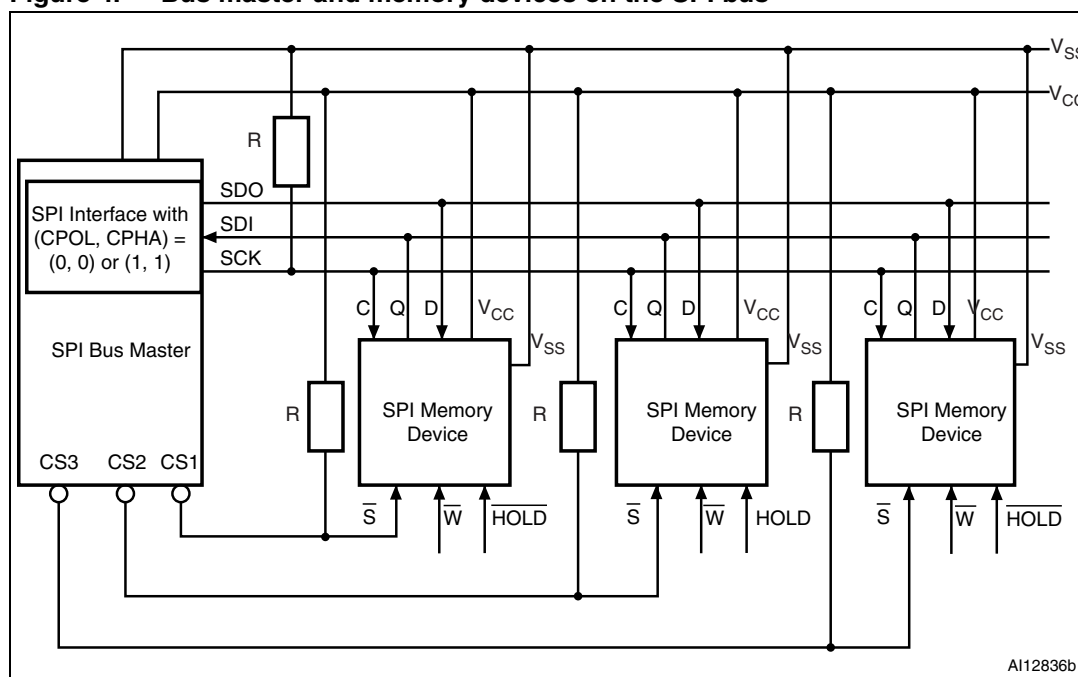 Figure 4. Bus master and memory devices on the SPI bus
VSS
VCC
R
SDO
SPI Interface with
(CPOL, CPHA) =
(0, 0) or (1, 1)
SDI
SCK
SPI Bus Master
C Q D VCC VSS
C Q D VCC VSS
C Q D VCC VSS
R
SPI Memory
Device
R
SPI Memory
Device
R
SPI Memory
Device
CS3 CS2 CS1
S̅ W̅ H̅O̅L̅D̅
S̅ W̅ HOLD
S̅ W̅ H̅O̅L̅D̅
AI12836b